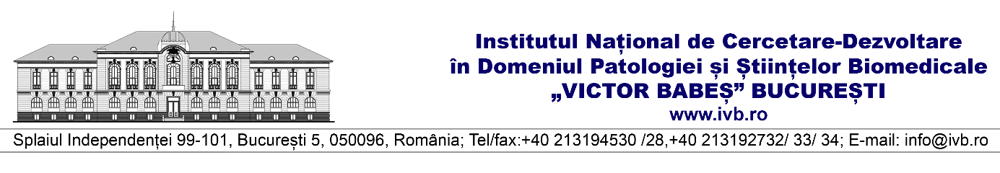 Institutul Național de Cercetare-Dezvoltare
în Domeniul Patologiei și Științelor Biomedicale
„VICTOR BABEȘ” BUCUREȘTI
www.ivb.ro
Splaiul Independenței 99-101, București 5, 050096, România; Tel/fax:+40 213194530 /28,+40 213192732/ 33/ 34; E-mail: info@ivb.ro